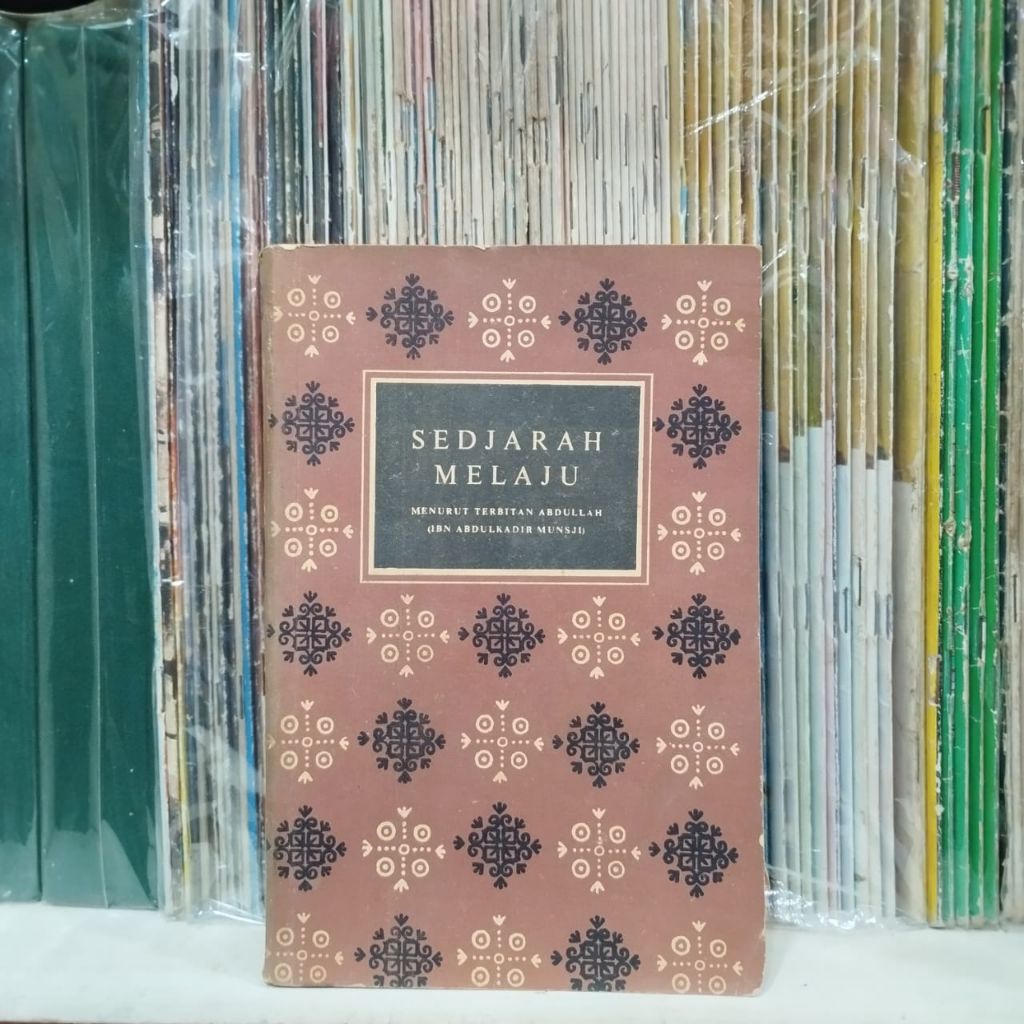 SEDJARAH
MELAJU
MENURUT TERBITAN ABDULLAH
(IBN ABDULKADIR MUNSJI)